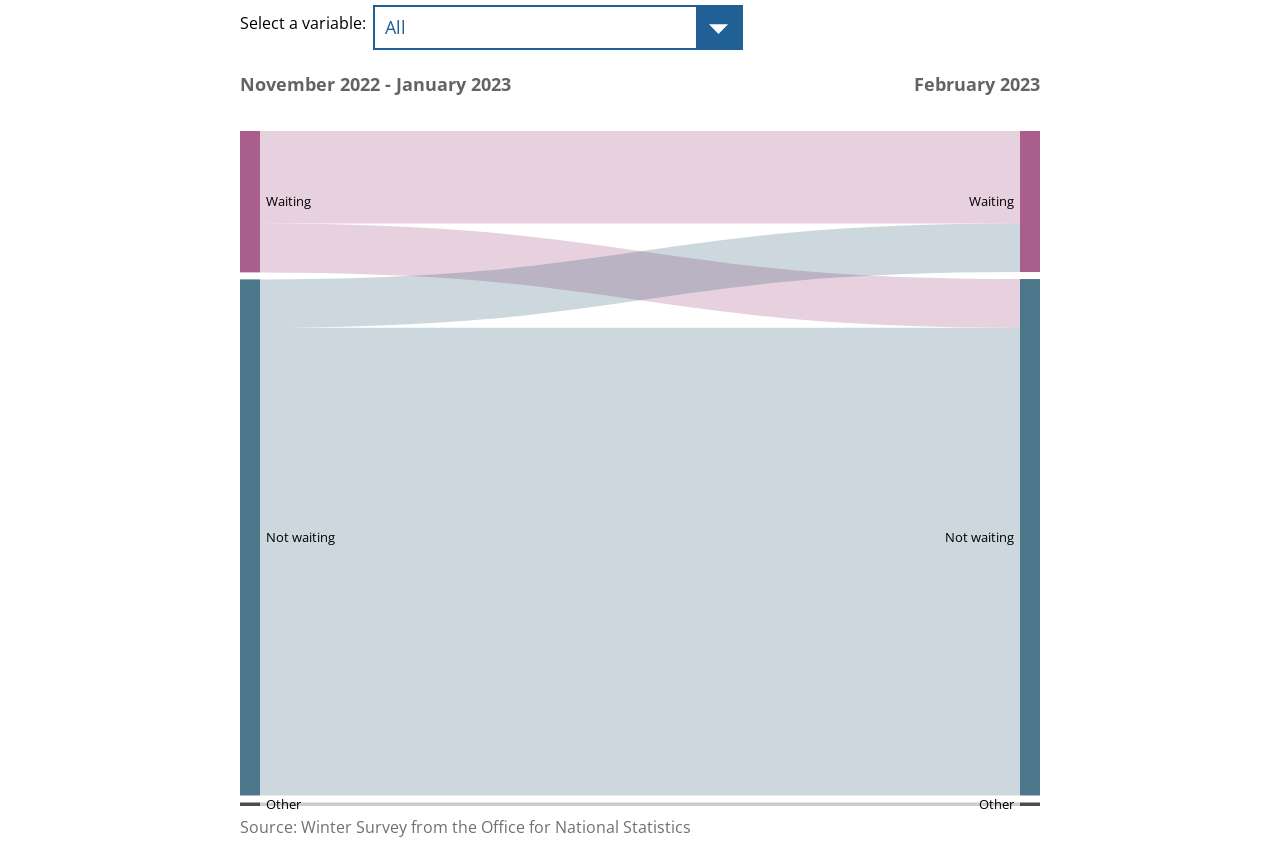 Select a variable: All
November 2022 - January 2023 February 2023
Waiting Waiting
Not waiting Not waiting
Other Other
Source: Winter Survey from the Office for National Statistics